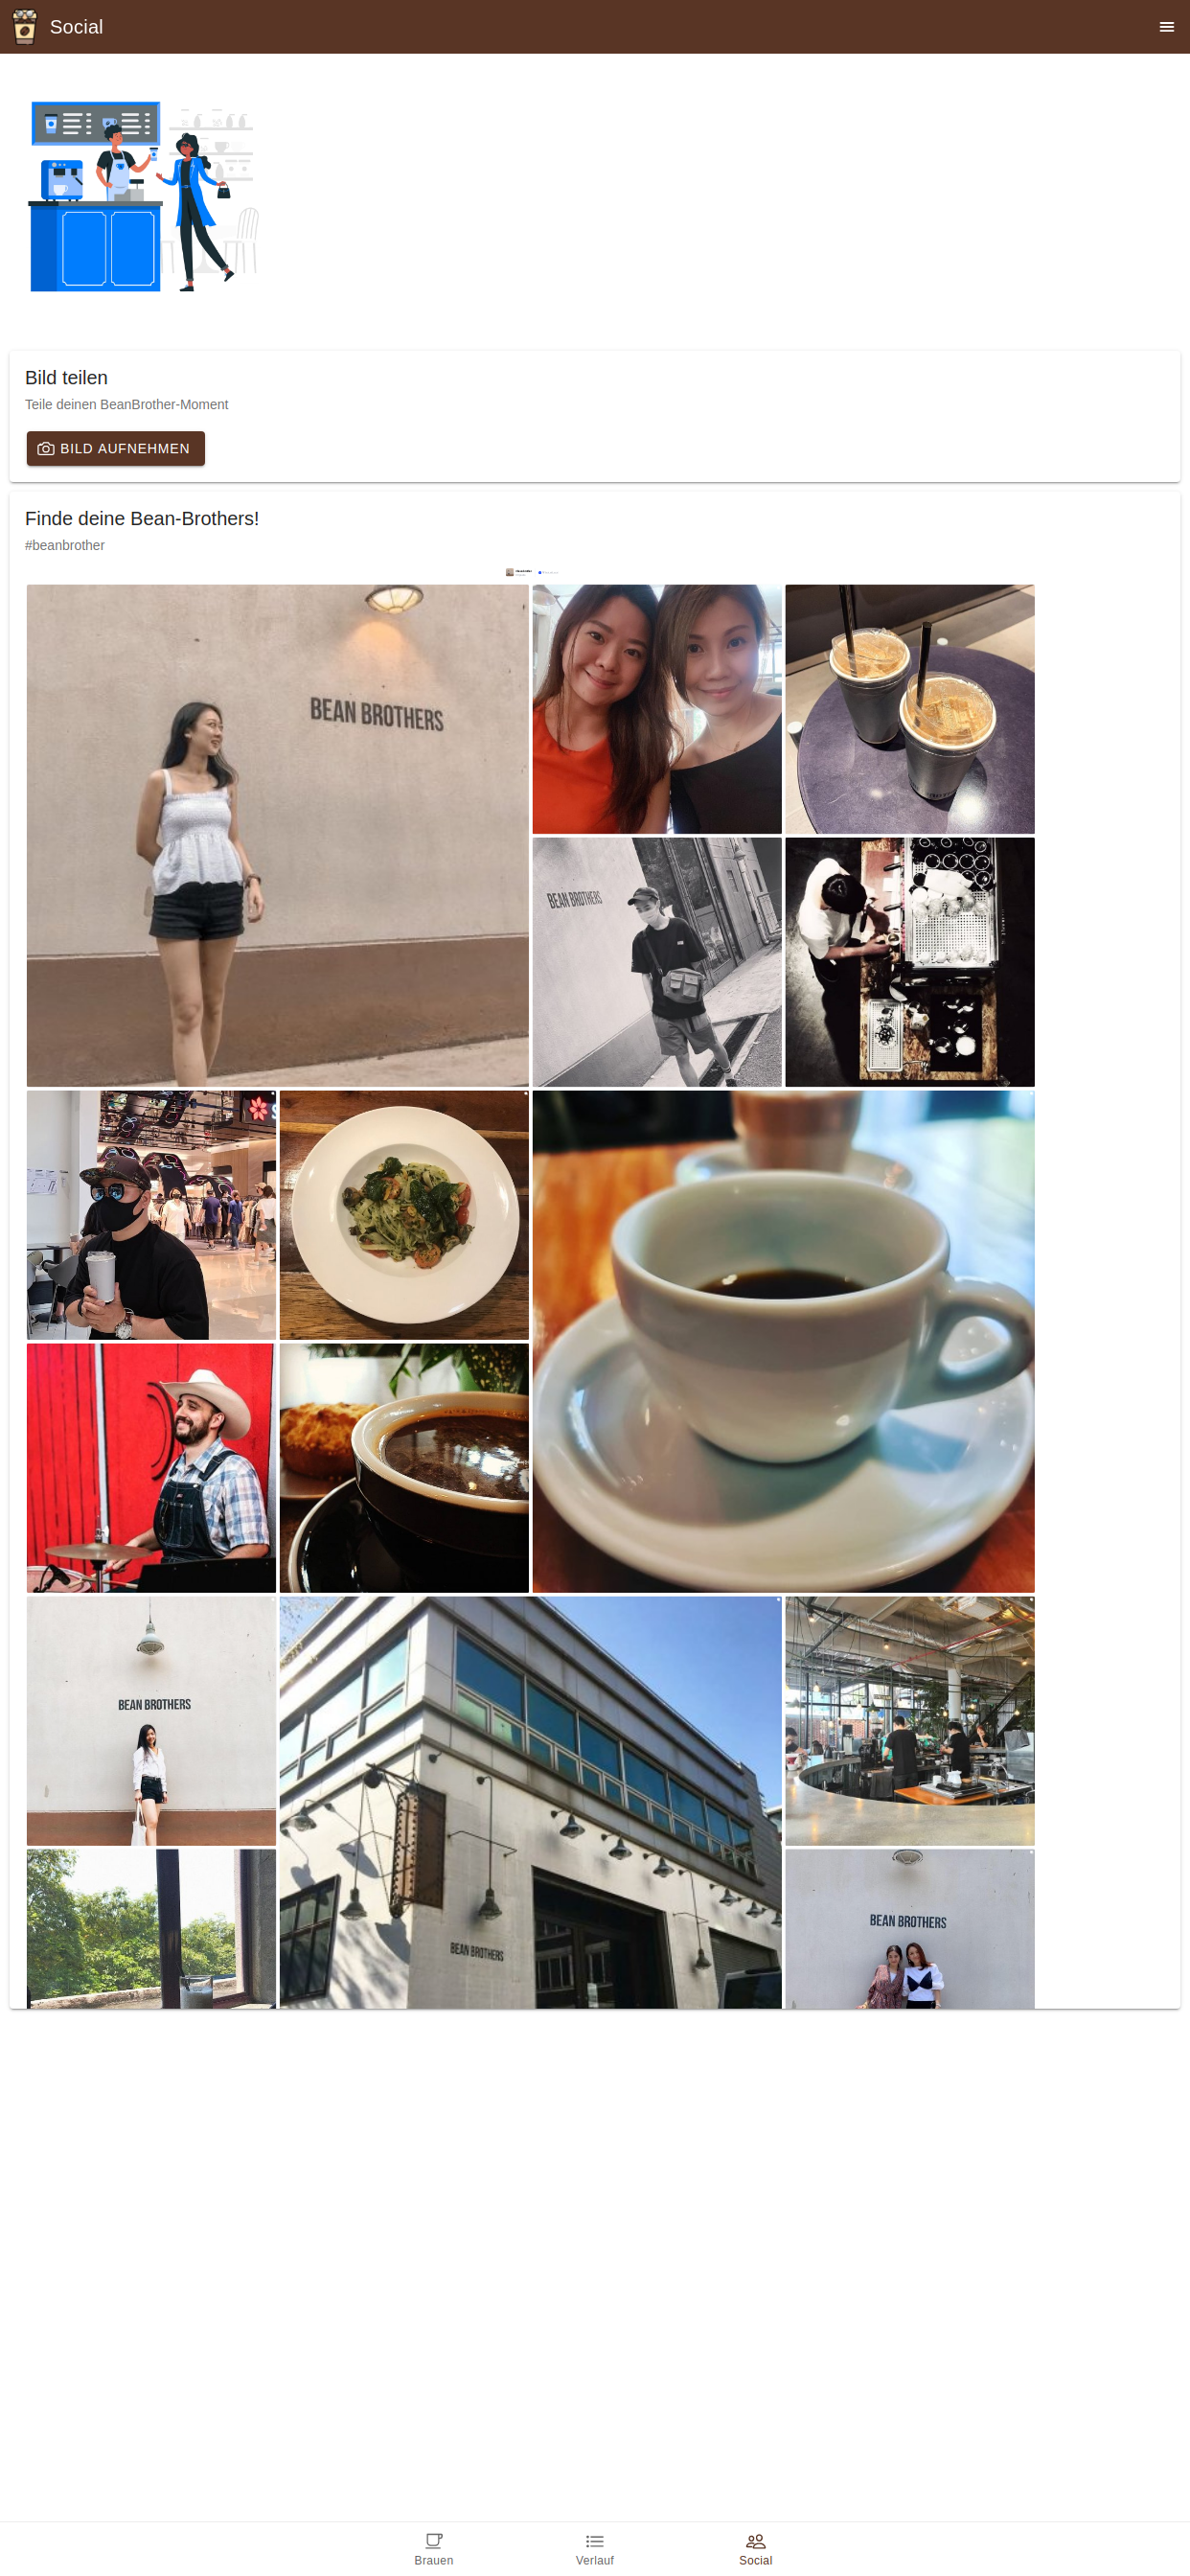 Social
Bild teilen
Teile deinen BeanBrother-Moment
BILD AUFNEHMEN
Finde deine Bean-Brothers!
#beanbrother
BEAN BROTHERS
BEAN BROTHERS
BEAN BROTHERS
BEAN BROTHERS
BEAN BROTHERS
Brauen
Verlauf
Social